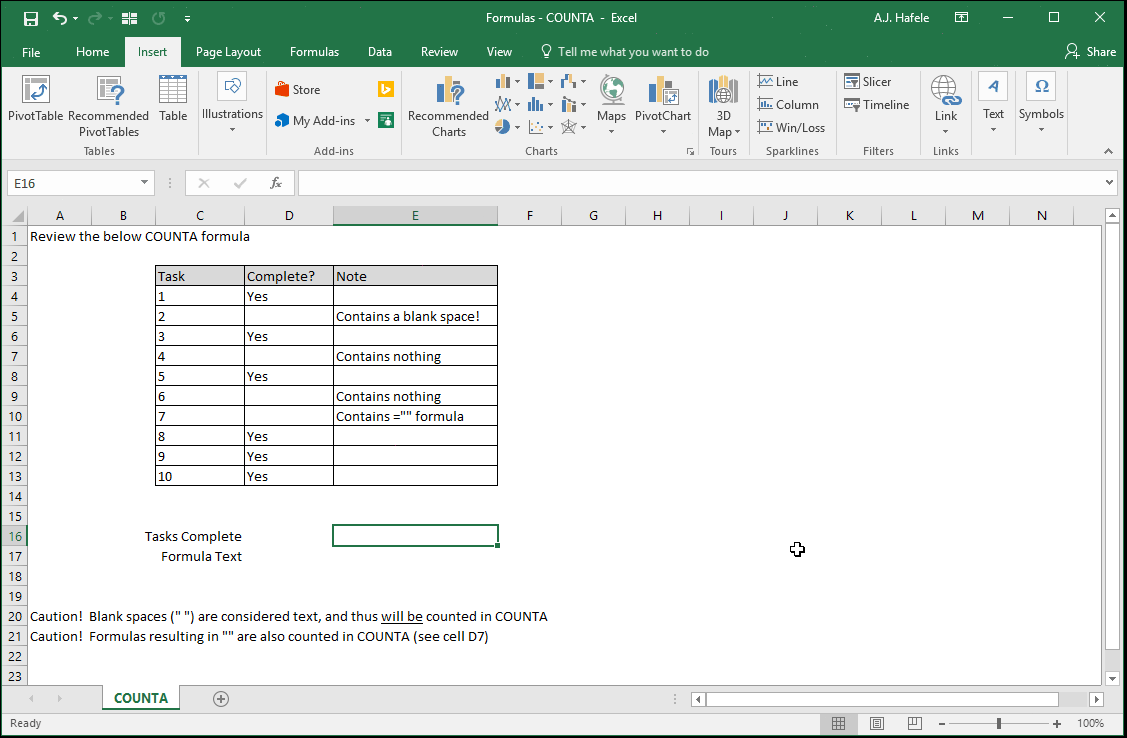 Formulas - COUNTA - Excel A.J. Hafele
File Home Insert Page Layout Formulas Data Review View Tell me what you want to do Share
PivotTable Recommended PivotTables Table
Tables
Illustrations
Store
My Add-ins
Add-ins
Recommended Charts Maps PivotChart
Charts
3D Map
Tours
Line
Column
Win/Loss
Sparklines
Slicer
Timeline
Filters
Link
Links
Text
Symbols
E16 fx
A B C D E F G H I J K L M N
1 Review the below COUNTA formula
2
3 Task Complete? Note
4 1 Yes
5 2 Contains a blank space!
6 3 Yes
7 4 Contains nothing
8 5 Yes
9 6 Contains nothing
10 7 Contains ="" formula
11 8 Yes
12 9 Yes
13 10 Yes
14
15
16 Tasks Complete
17 Formula Text
18
19
20 Caution! Blank spaces (" ") are considered text, and thus will be counted in COUNTA
21 Caution! Formulas resulting in "" are also counted in COUNTA (see cell D7)
22
23
COUNTA
Ready 100%